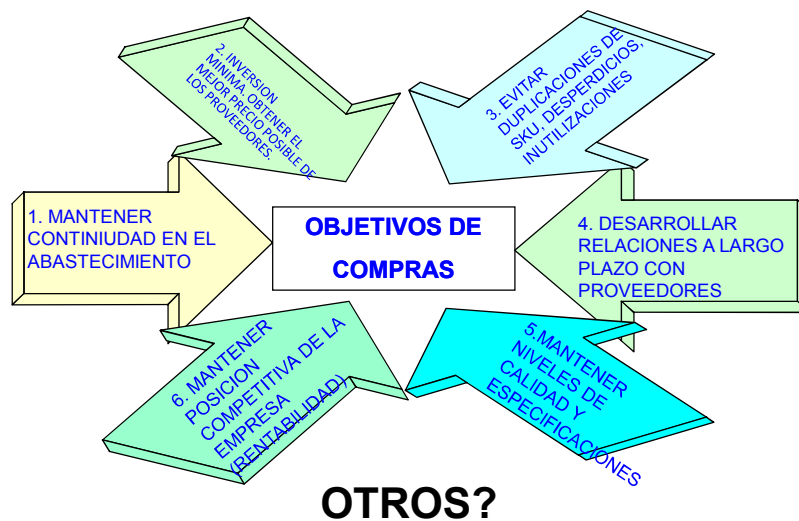 OBJETIVOS DE
COMPRAS
1. MANTENER
CONTINIUDAD EN EL
ABASTECIMIENTO
2. INVERSION
MINIMA. OBTENER EL
MEJOR PRECIO POSIBLE DE
LOS PROVEEDORES.
3. EVITAR
DUPLICACIONES DE
SKU, DESPERDICIOS,
INUTILIZACIONES
4. DESARROLLAR
RELACIONES A LARGO
PLAZO CON
PROVEEDORES
5.MANTENER
NIVELES DE
CALIDAD Y
ESPECIFICACIONES
6. MANTENER
POSICION
COMPETITIVA DE LA
EMPRESA
(RENTABILIDAD)
OTROS?